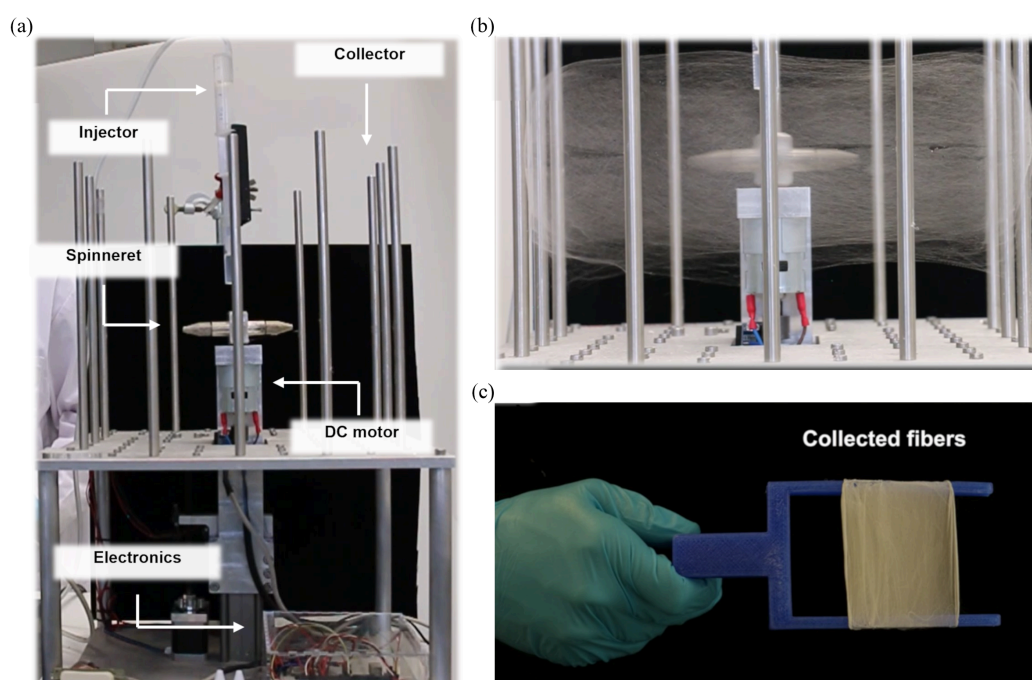 (a)
Collector
Injector
Spinneret
DC motor
Electronics
(b)
(c)
Collected fibers